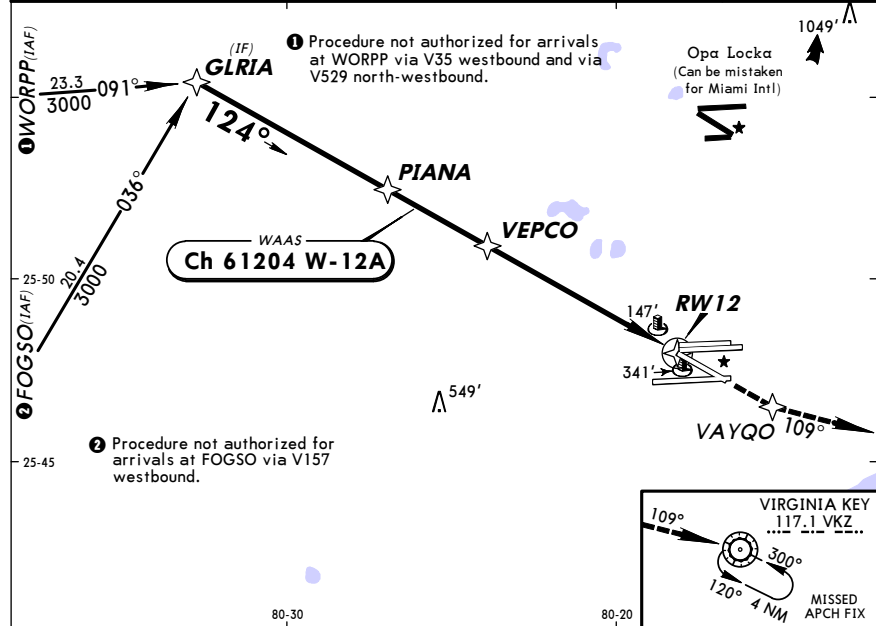 1049'
(IF)
GLRIA
❶ Procedure not authorized for arrivals
at WORPP via V35 westbound and via
V529 north-westbound.
Opa Locka
(Can be mistaken
for Miami Intl)
❶WORPP(IAF)
23.3
3000
091°
124°
036°
20.4
3000
PIANA
VEPCO
WAAS
Ch 61204 W-12A
25-50
147'
RW12
341'
❷FOGSO(IAF)
549'
VAYQO
109°
❷ Procedure not authorized for
arrivals at FOGSO via V157
westbound.
25-45
VIRGINIA KEY
117.1 VKZ
109°
300°
120°
4 NM
MISSED
APCH FIX
80-30
80-20